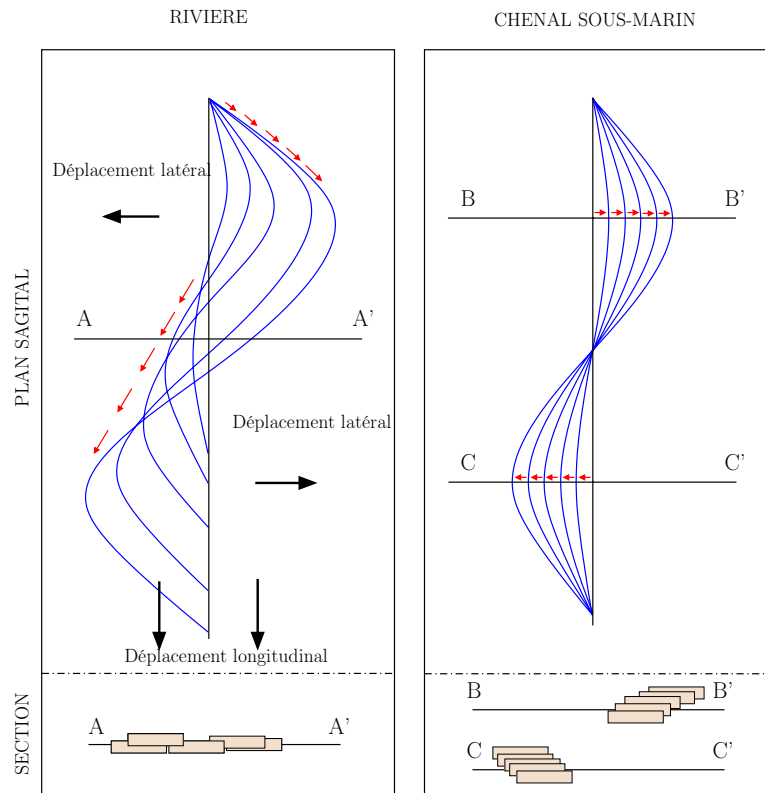 RIVIERE
CHENAL SOUS-MARIN
PLAN SAGITAL
Déplacement latéral
A
A'
Déplacement latéral
Déplacement longitudinal
B
B'
C
C'
SECTION
A
A'
B
B'
C
C'